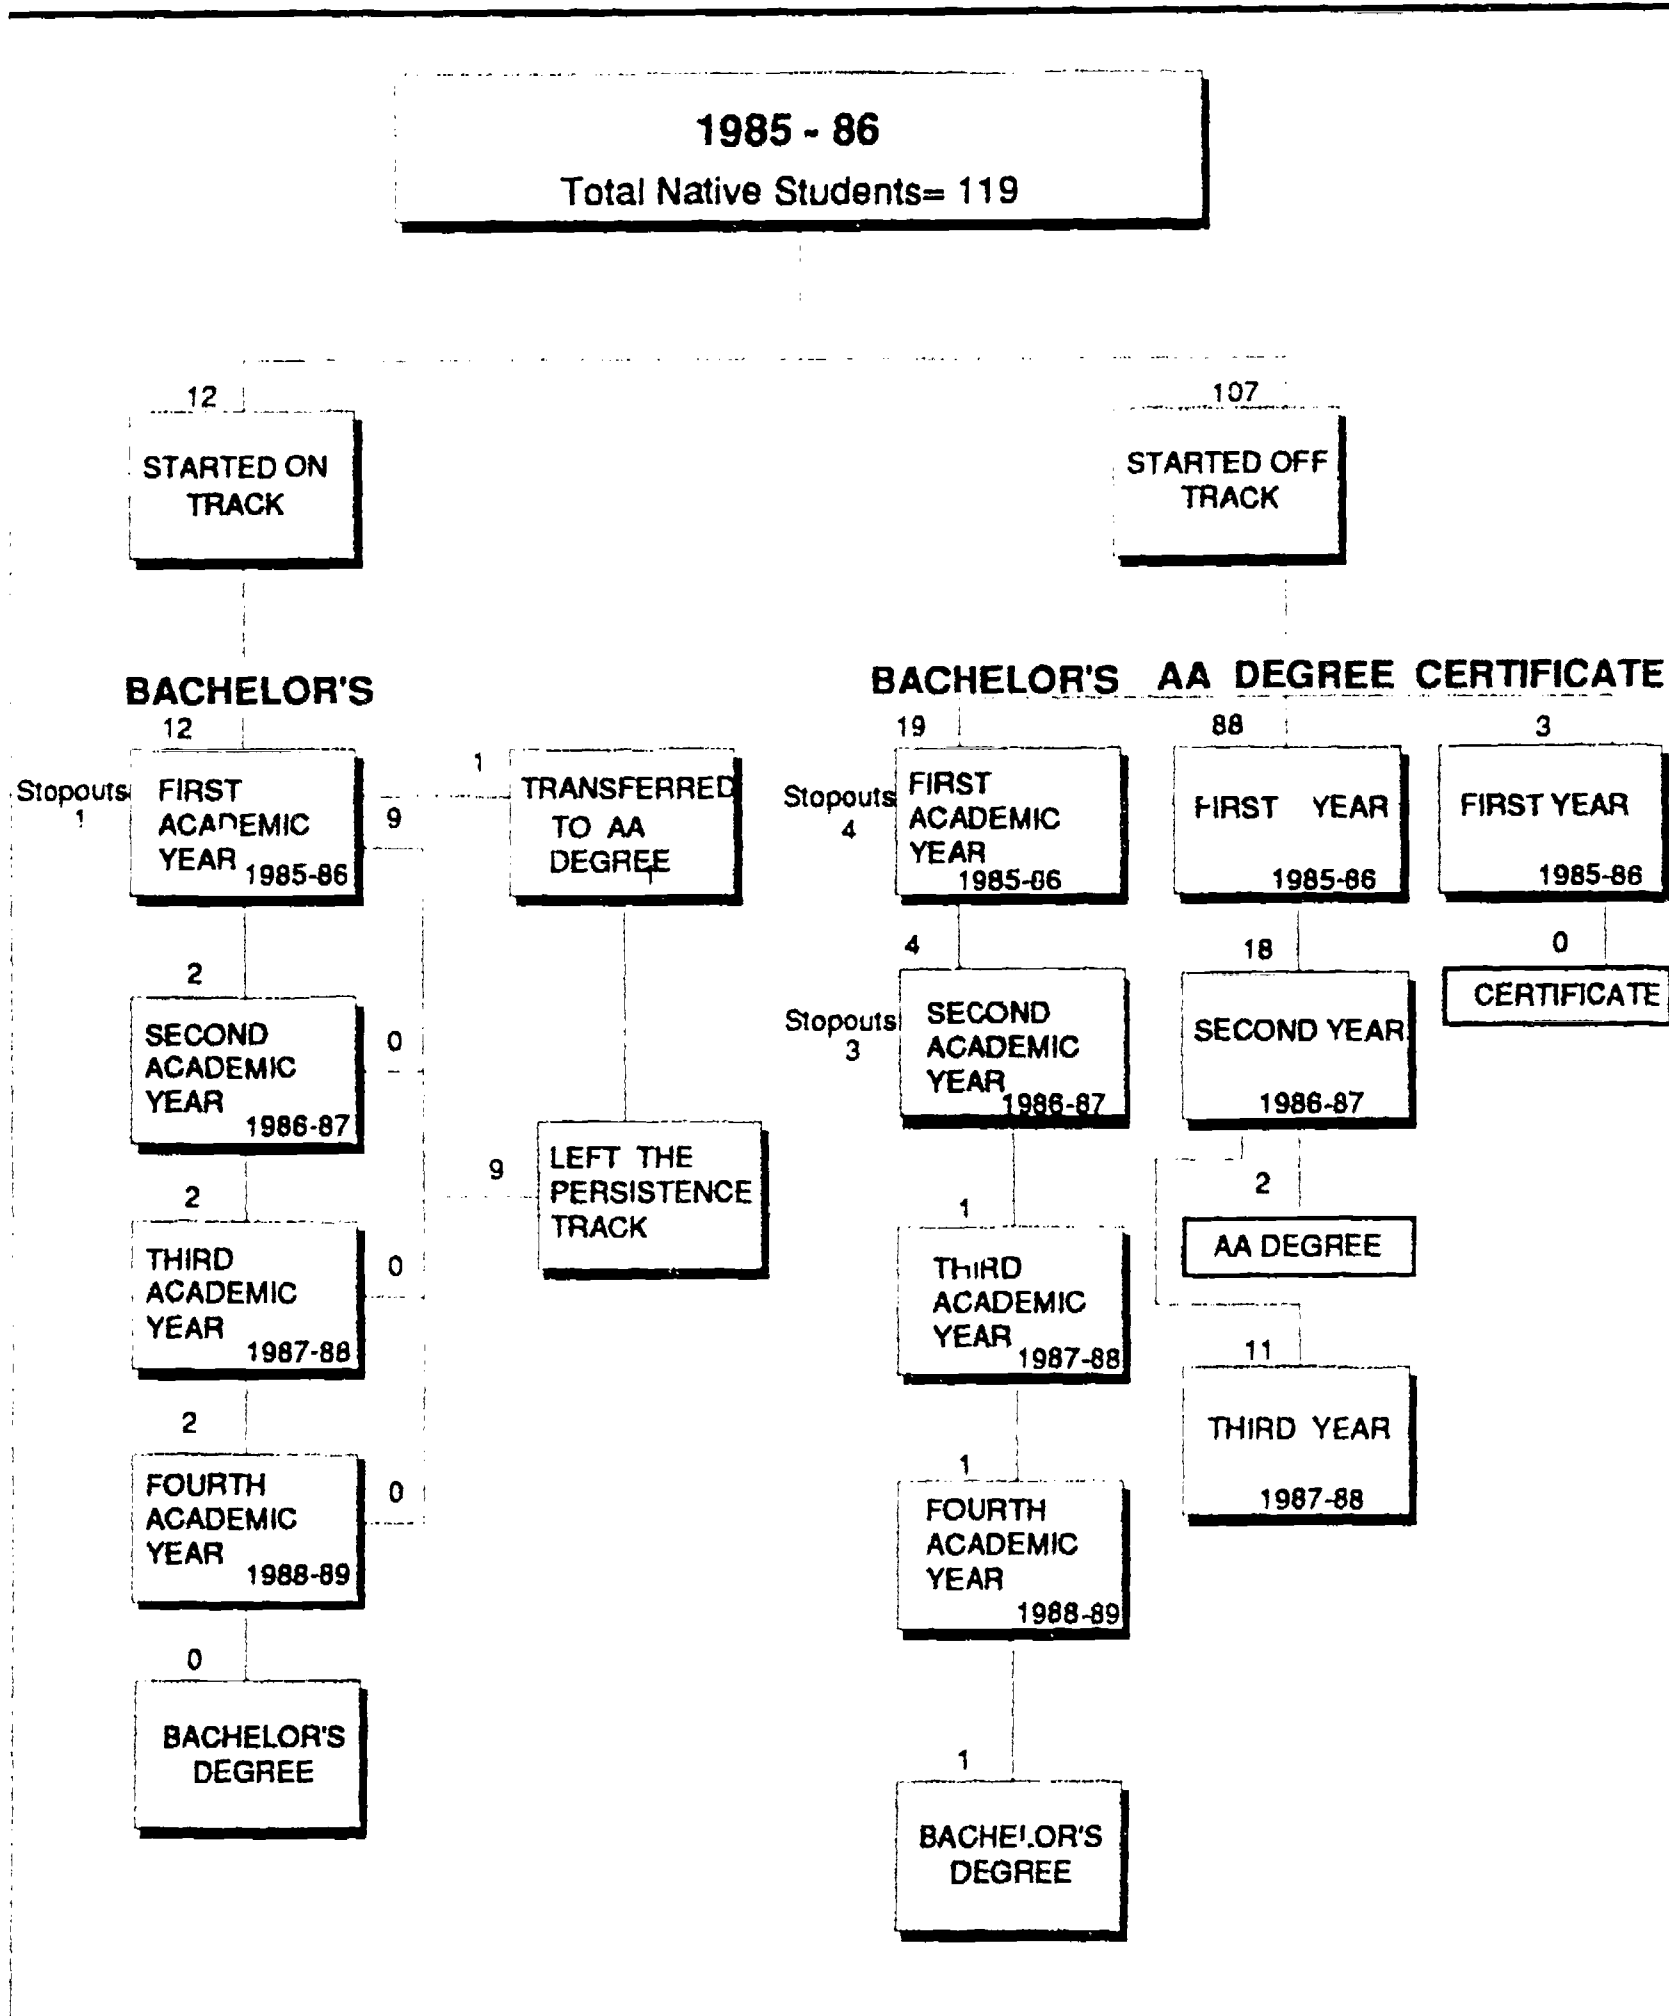 1985 - 86
Total Native Students= 119
12
STARTED ON
TRACK
107
STARTED OFF
TRACK
BACHELOR'S
12
Stopouts
1
FIRST
ACADEMIC
YEAR
1985-86
9
1
TRANSFERRED
TO AA
DEGREE
1
2
SECOND
ACADEMIC
YEAR
1986-87
0
9
LEFT THE
PERSISTENCE
TRACK
2
THIRD
ACADEMIC
YEAR
1987-88
0
2
FOURTH
ACADEMIC
YEAR
1988-89
0
0
BACHELOR'S
DEGREE
BACHELOR'S AA DEGREE CERTIFICATE
19
Stopouts
4
FIRST
ACADEMIC
YEAR
1985-86
4
Stopouts
3
SECOND
ACADEMIC
YEAR
1986-87
1
THIRD
ACADEMIC
YEAR
1987-88
1
FOURTH
ACADEMIC
YEAR
1988-89
1
BACHELOR'S
DEGREE
88
FIRST YEAR
1985-86
18
SECOND YEAR
1986-87
2
AA DEGREE
11
THIRD YEAR
1987-88
3
FIRST YEAR
1985-86
0
CERTIFICATE